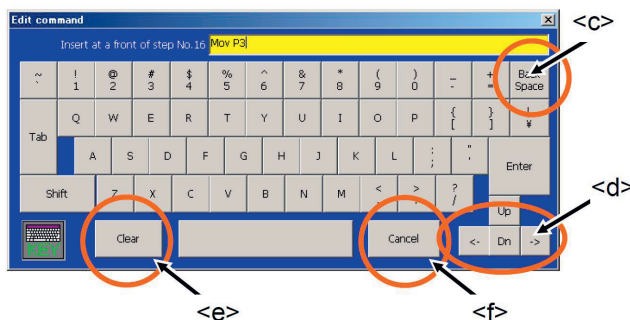 Edit command
<c>
Insert at a front of step No.16 Mov P3
~ ! @ # $ % ^ & * ( ) _ + Back
` 1 2 3 4 5 6 7 8 9 0 - = Space
Tab Q W E R T Y U I O P { } |
[ ] ¥
A S D F G H J K L : "
; '
Enter
Shift Z X C V B N M < > ?
/
<d>
Up
KEY Clear Cancel <- Dn ->
<e> <f>